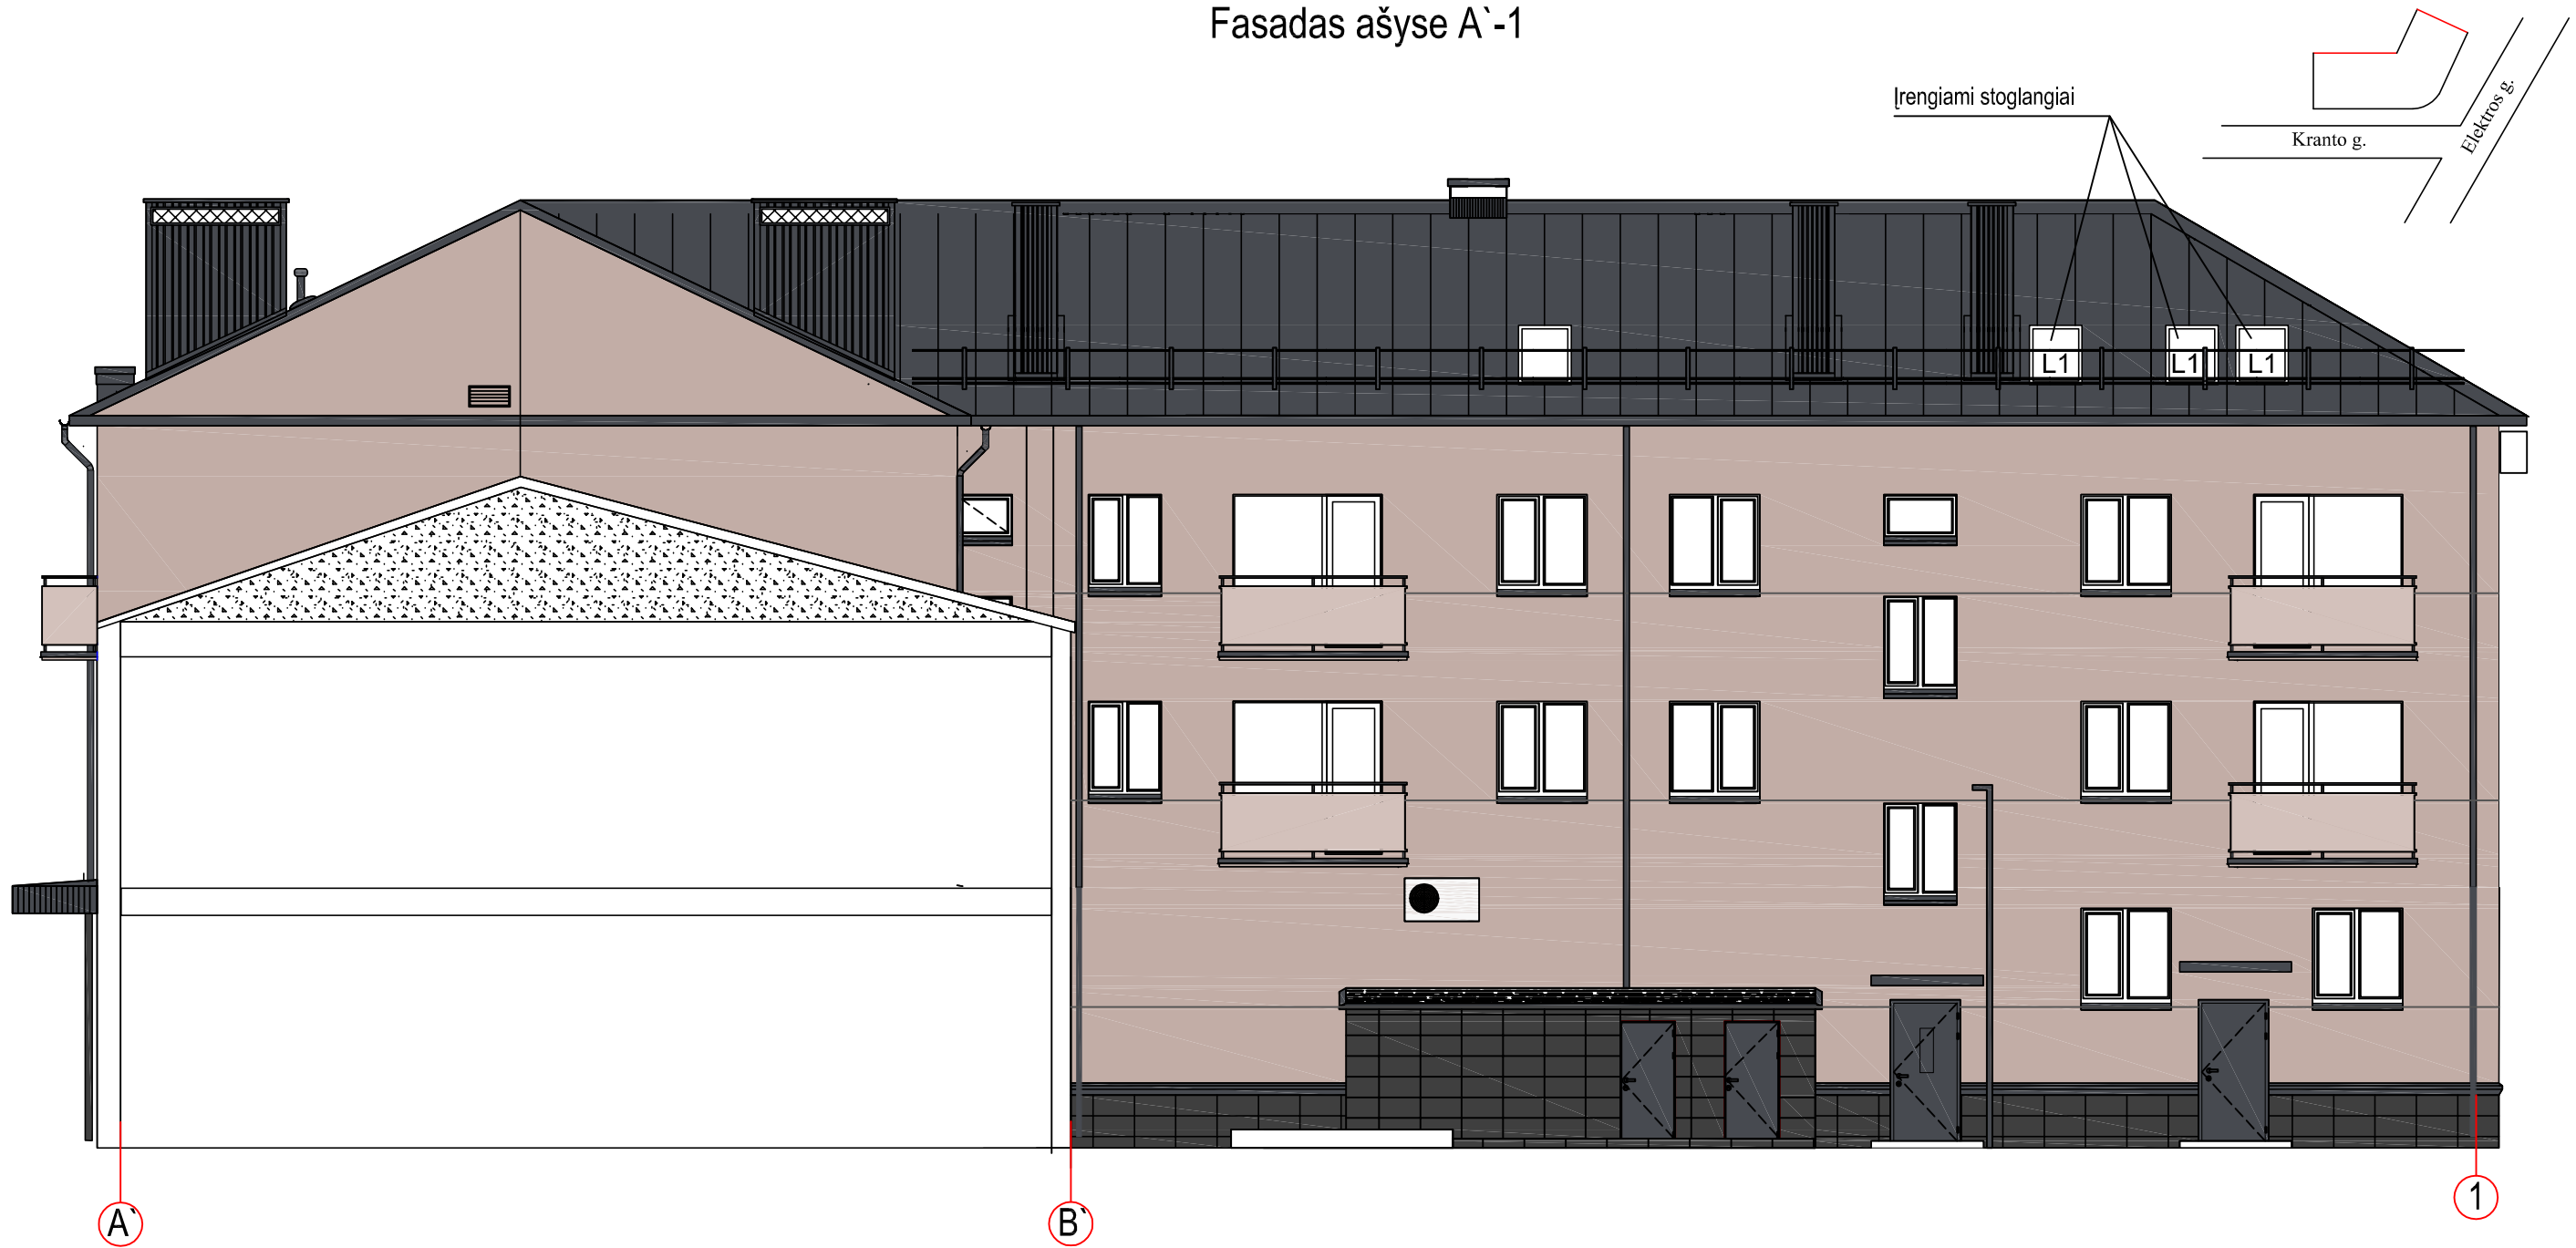 Fasadas ašyse A`-1
Įrengiami stoglangiai
Kranto g.
Elektros g.
L1
L1
L1
A`
B`
1